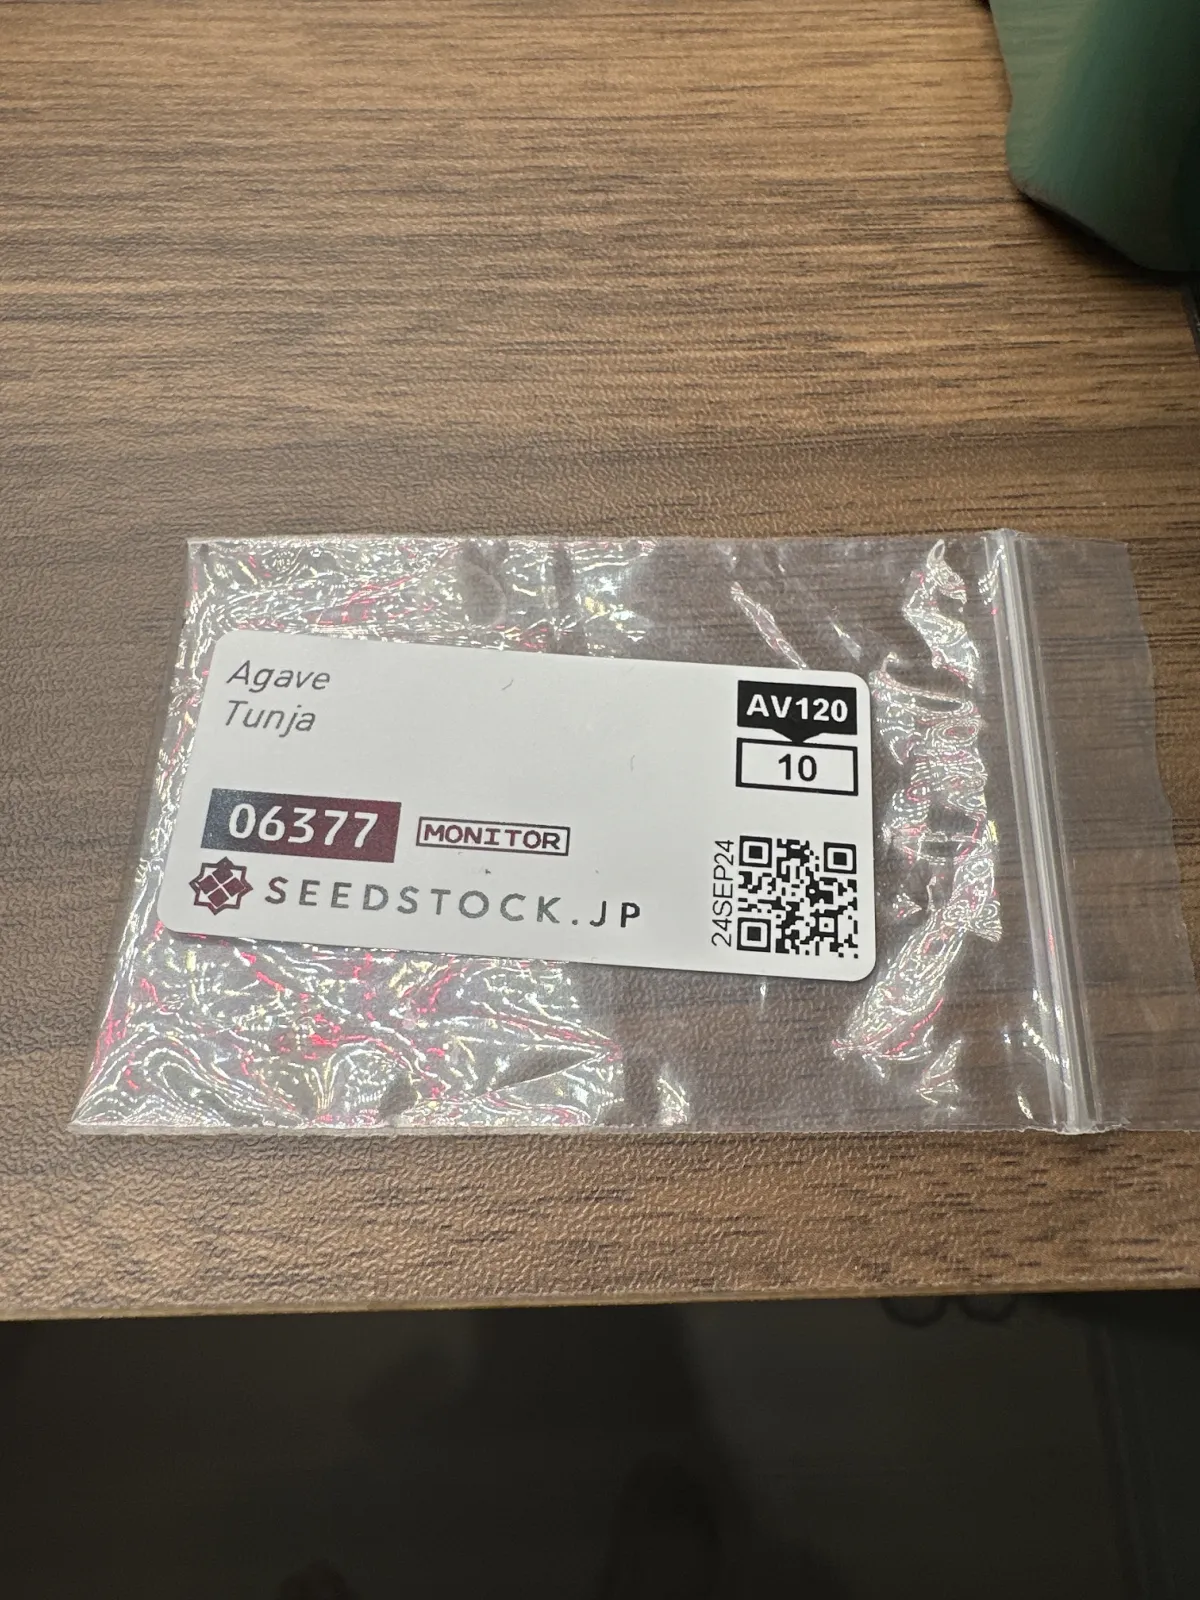 Agave
Tunja
AV120
10
06377
MONITOR
SEEDSTOCK.JP
24SEP24